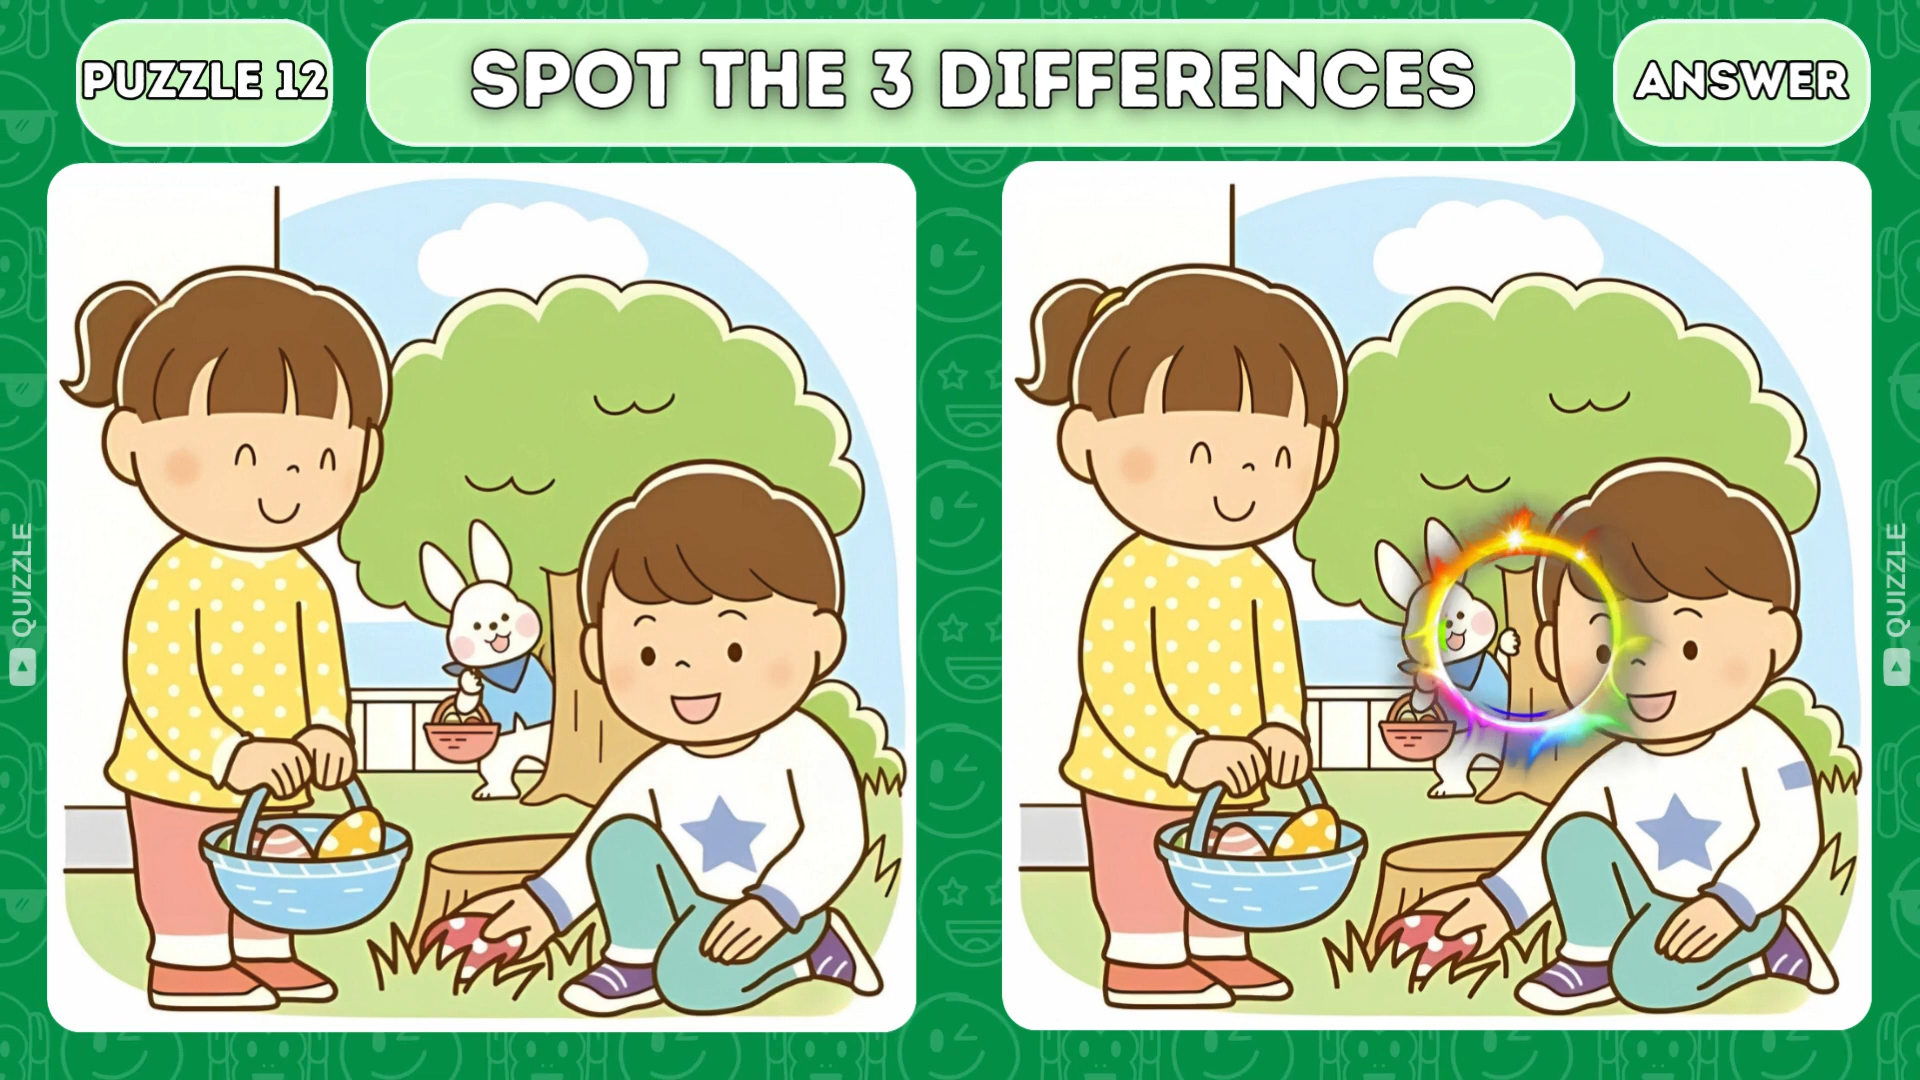 PUZZLE 12
SPOT THE 3 DIFFERENCES
ANSWER
QUIZZLE
QUIZZLE